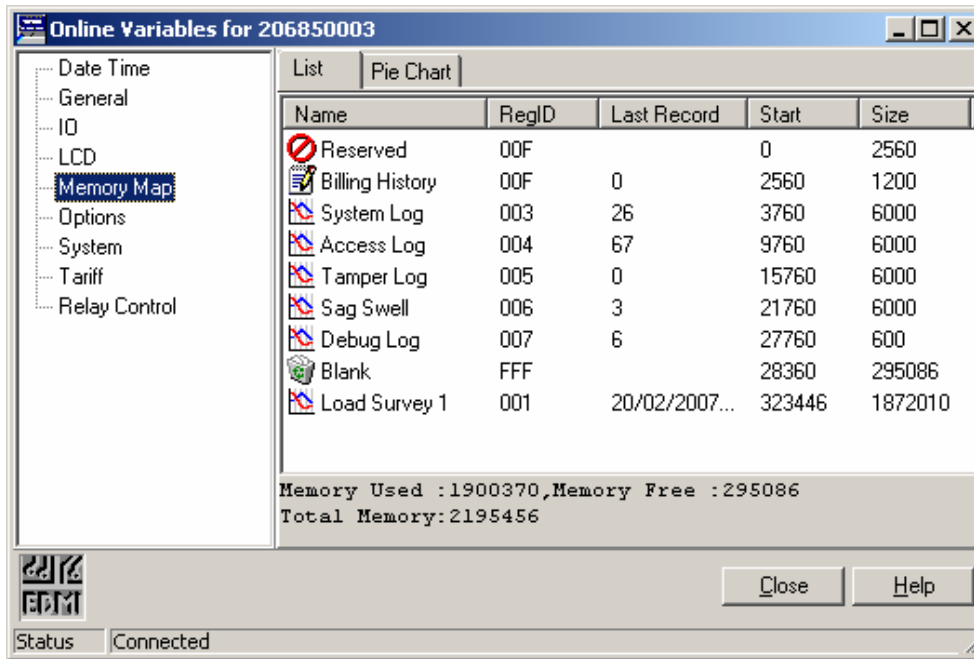 Online Variables for 206850003
Date Time
General
IO
LCD
Memory Map
Options
System
Tariff
Relay Control
List Pie Chart
Name RegID Last Record Start Size
Reserved 00F 0 2560
Billing History 00F 0 2560 1200
System Log 003 26 3760 6000
Access Log 004 67 9760 6000
Tamper Log 005 0 15760 6000
Sag Swell 006 3 21760 6000
Debug Log 007 6 27760 600
Blank FFF 28360 295086
Load Survey 1 001 20/02/2007... 323446 1872010
Memory Used :1900370,Memory Free :295086
Total Memory:2195456
EDMI
Close Help
Status Connected